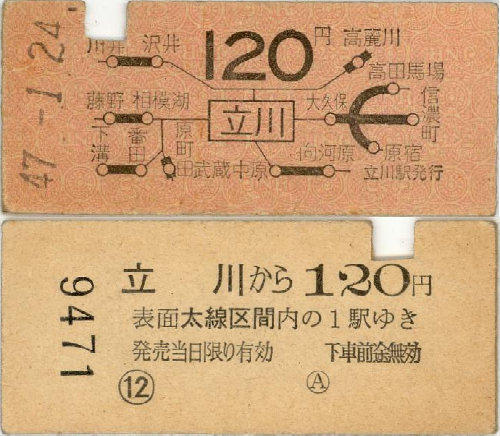 47.-1.24.
川井 沢井
120円
高麗川
高田馬場
藤野 相模湖
立川
大久保
信濃町
下溝
番田
原町田
武蔵中原
向河原
原宿
立川駅発行
立川から120円
表面太線区間内の1駅ゆき
発売当日限り有効 下車前途無効
⑫ Ⓐ
9471